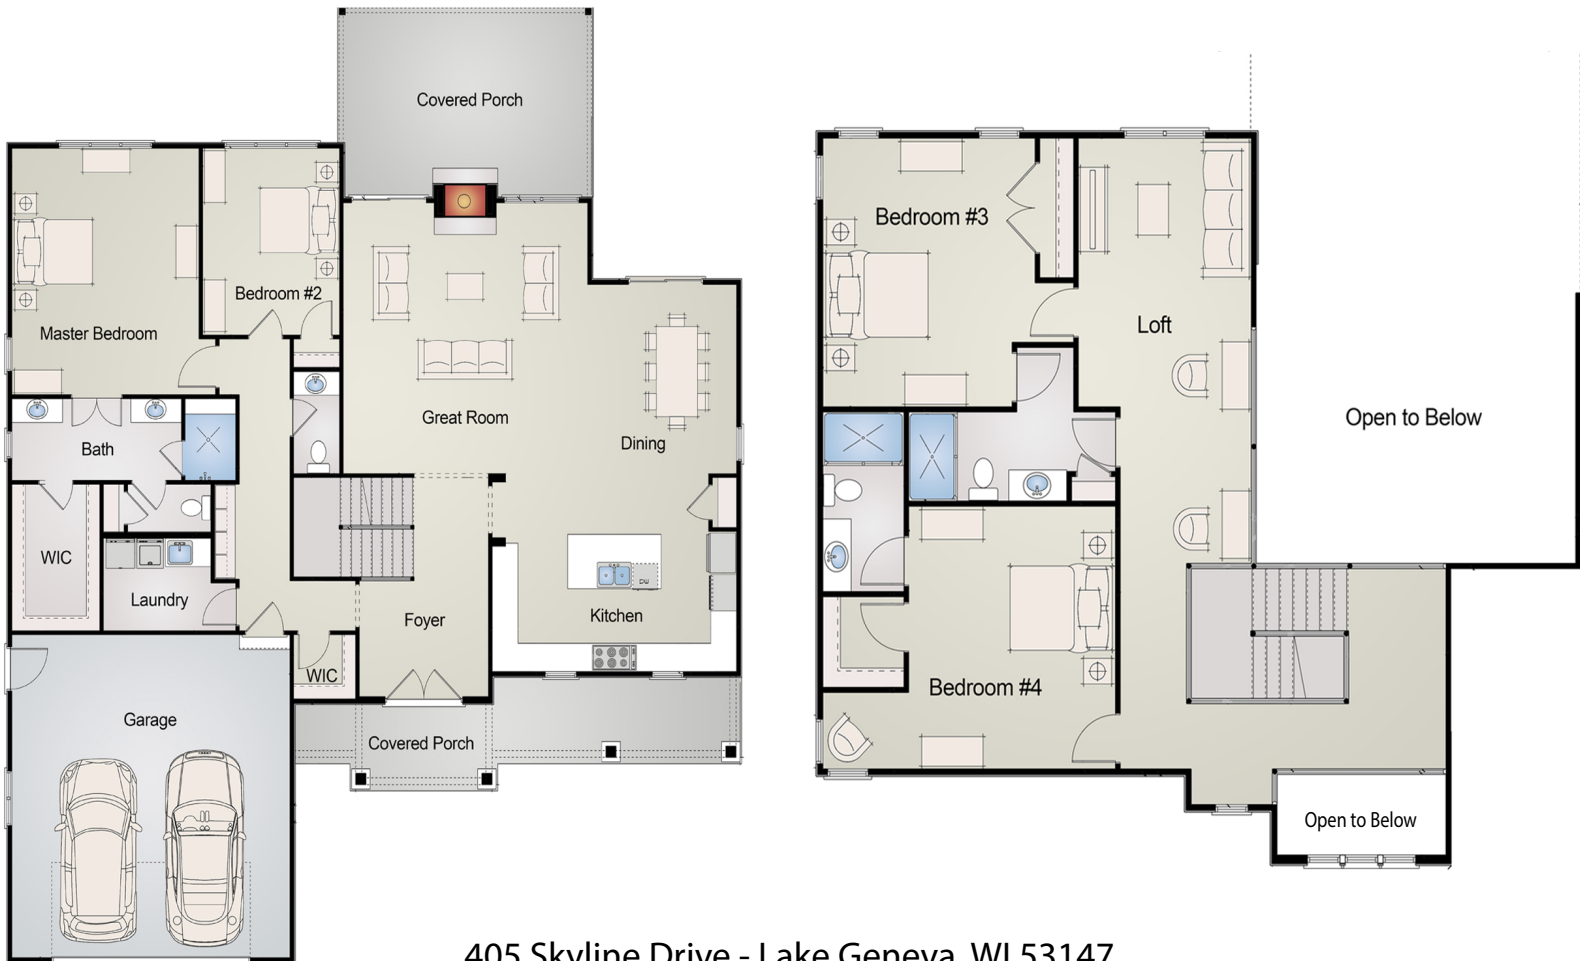 Covered Porch
Bedroom #2
Master Bedroom
Great Room
Dining
Bath
WIC
Laundry
Foyer
Kitchen
DW
WIC
Garage
Covered Porch
Bedroom #3
Loft
Open to Below
Bedroom #4
Open to Below
405 Skyline Drive - Lake Geneva, WI 53147